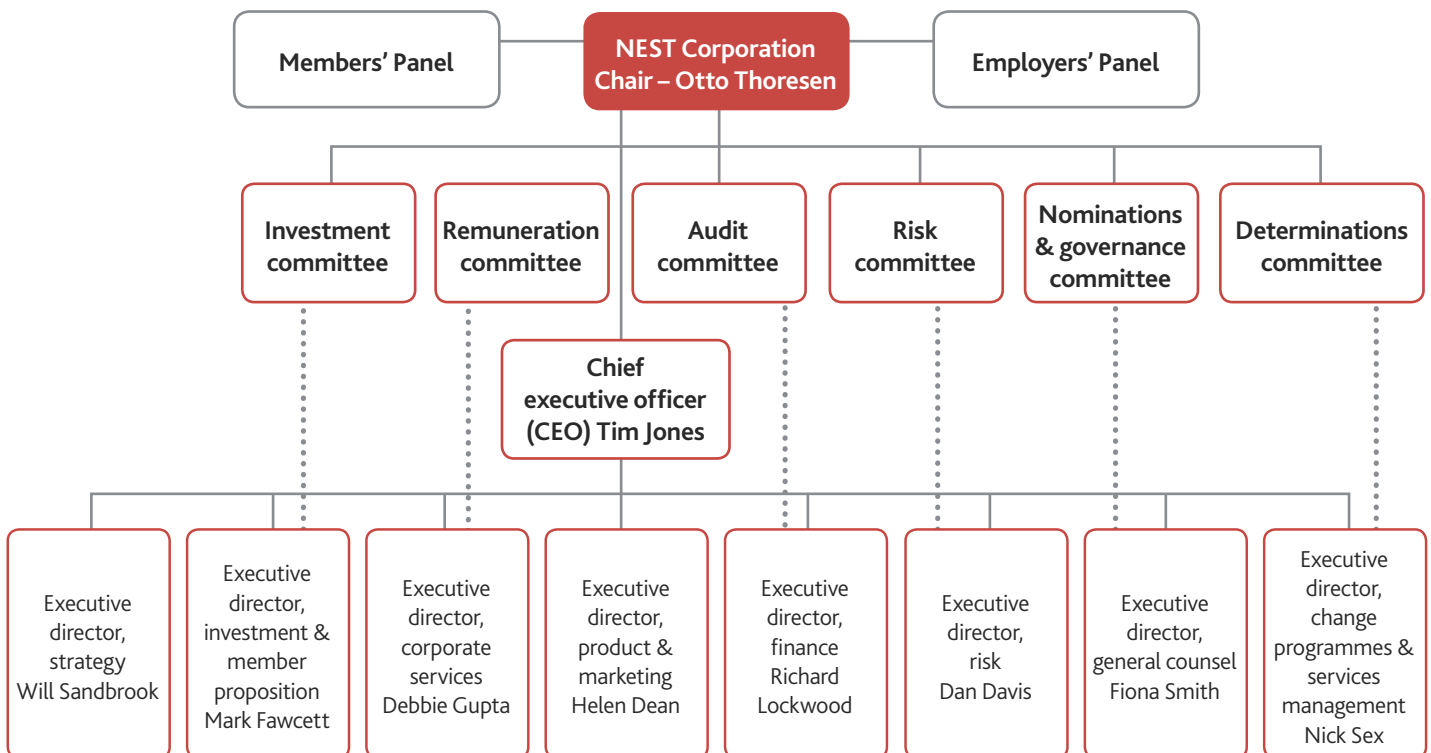 Members’ Panel
NEST Corporation
Chair – Otto Thoresen
Employers’ Panel
Investment
committee
Remuneration
committee
Audit
committee
Risk
committee
Nominations
& governance
committee
Determinations
committee
Chief
executive officer
(CEO) Tim Jones
Executive
director,
strategy
Will Sandbrook
Executive
director,
investment &
member
proposition
Mark Fawcett
Executive
director,
corporate
services
Debbie Gupta
Executive
director,
product &
marketing
Helen Dean
Executive
director,
finance
Richard
Lockwood
Executive
director,
risk
Dan Davis
Executive
director,
general counsel
Fiona Smith
Executive
director,
change
programmes &
services
management
Nick Sex